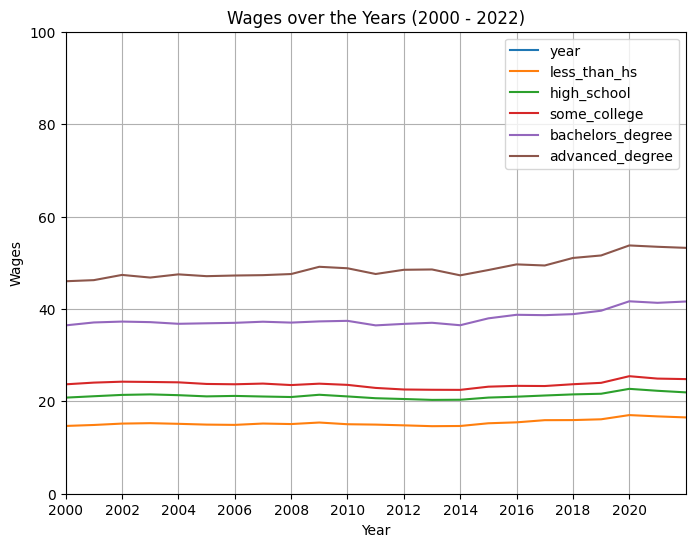 Wages over the Years (2000 - 2022)
100
80
60
40
20
0
Wages
year
less_than_hs
high_school
some_college
bachelors_degree
advanced_degree
2000 2002 2004 2006 2008 2010 2012 2014 2016 2018 2020
Year